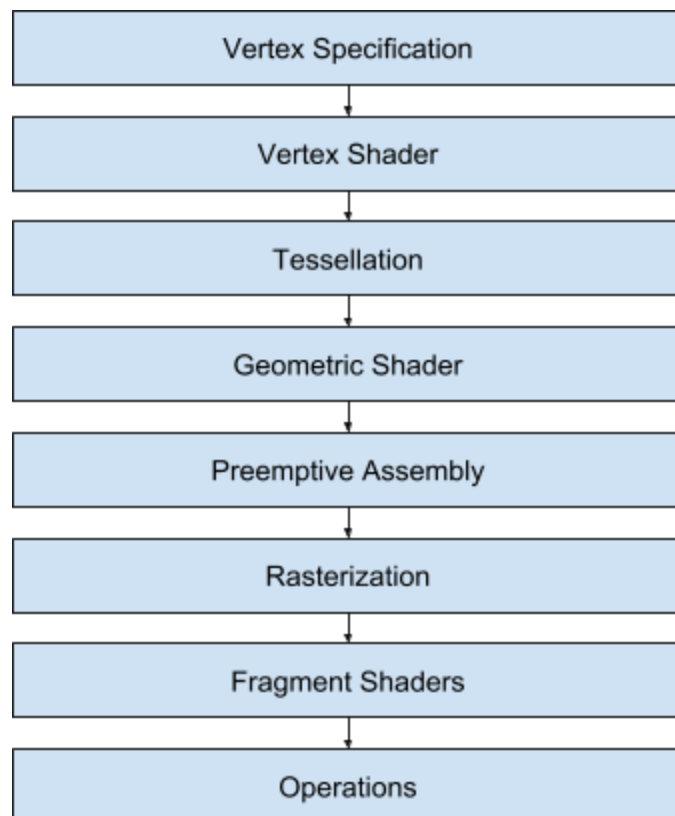 Vertex Specification
Vertex Shader
Tessellation
Geometric Shader
Preemptive Assembly
Rasterization
Fragment Shaders
Operations